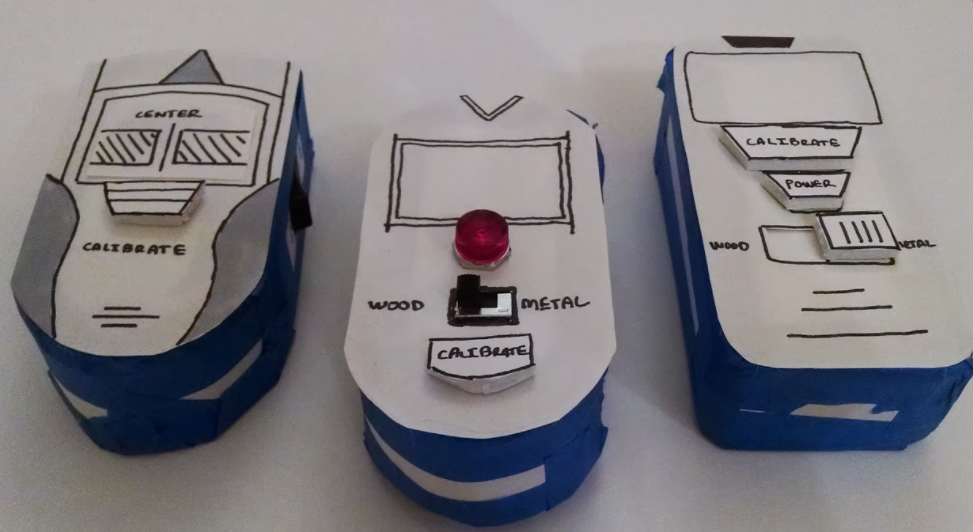 CENTER
CALIBRATE
WOOD METAL
CALIBRATE
CALIBRATE
POWER
WOOD METAL